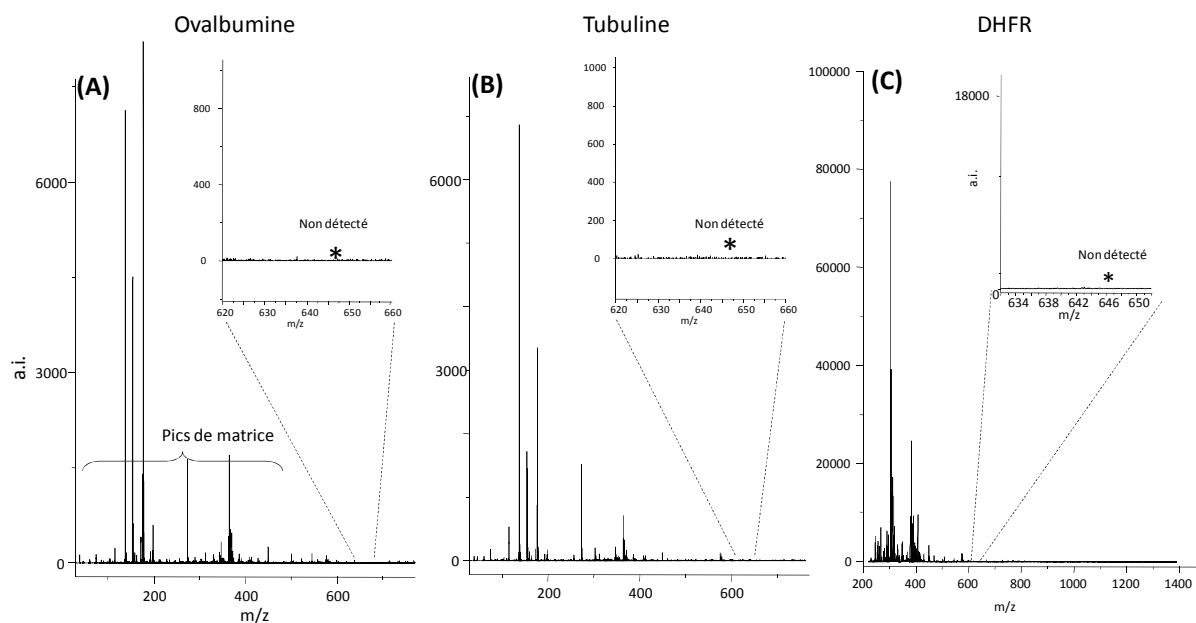 Ovalbumine
Tubuline
DHFR
(A)
800
400
0
Non détecté
*
620 630 640 650 660
m/z
6000
3000
0
a.i.
Pics de matrice
200 400 600
m/z
(B)
1000
800
600
400
200
0
Non détecté
*
620 630 640 650 660
m/z
6000
3000
0
200 400 600
m/z
(C)
100000
80000
60000
40000
20000
0
18000
a.i.
0
Non détecté
*
634 638 642 646 650
m/z
200 400 600 800 1000 1200 1400
m/z